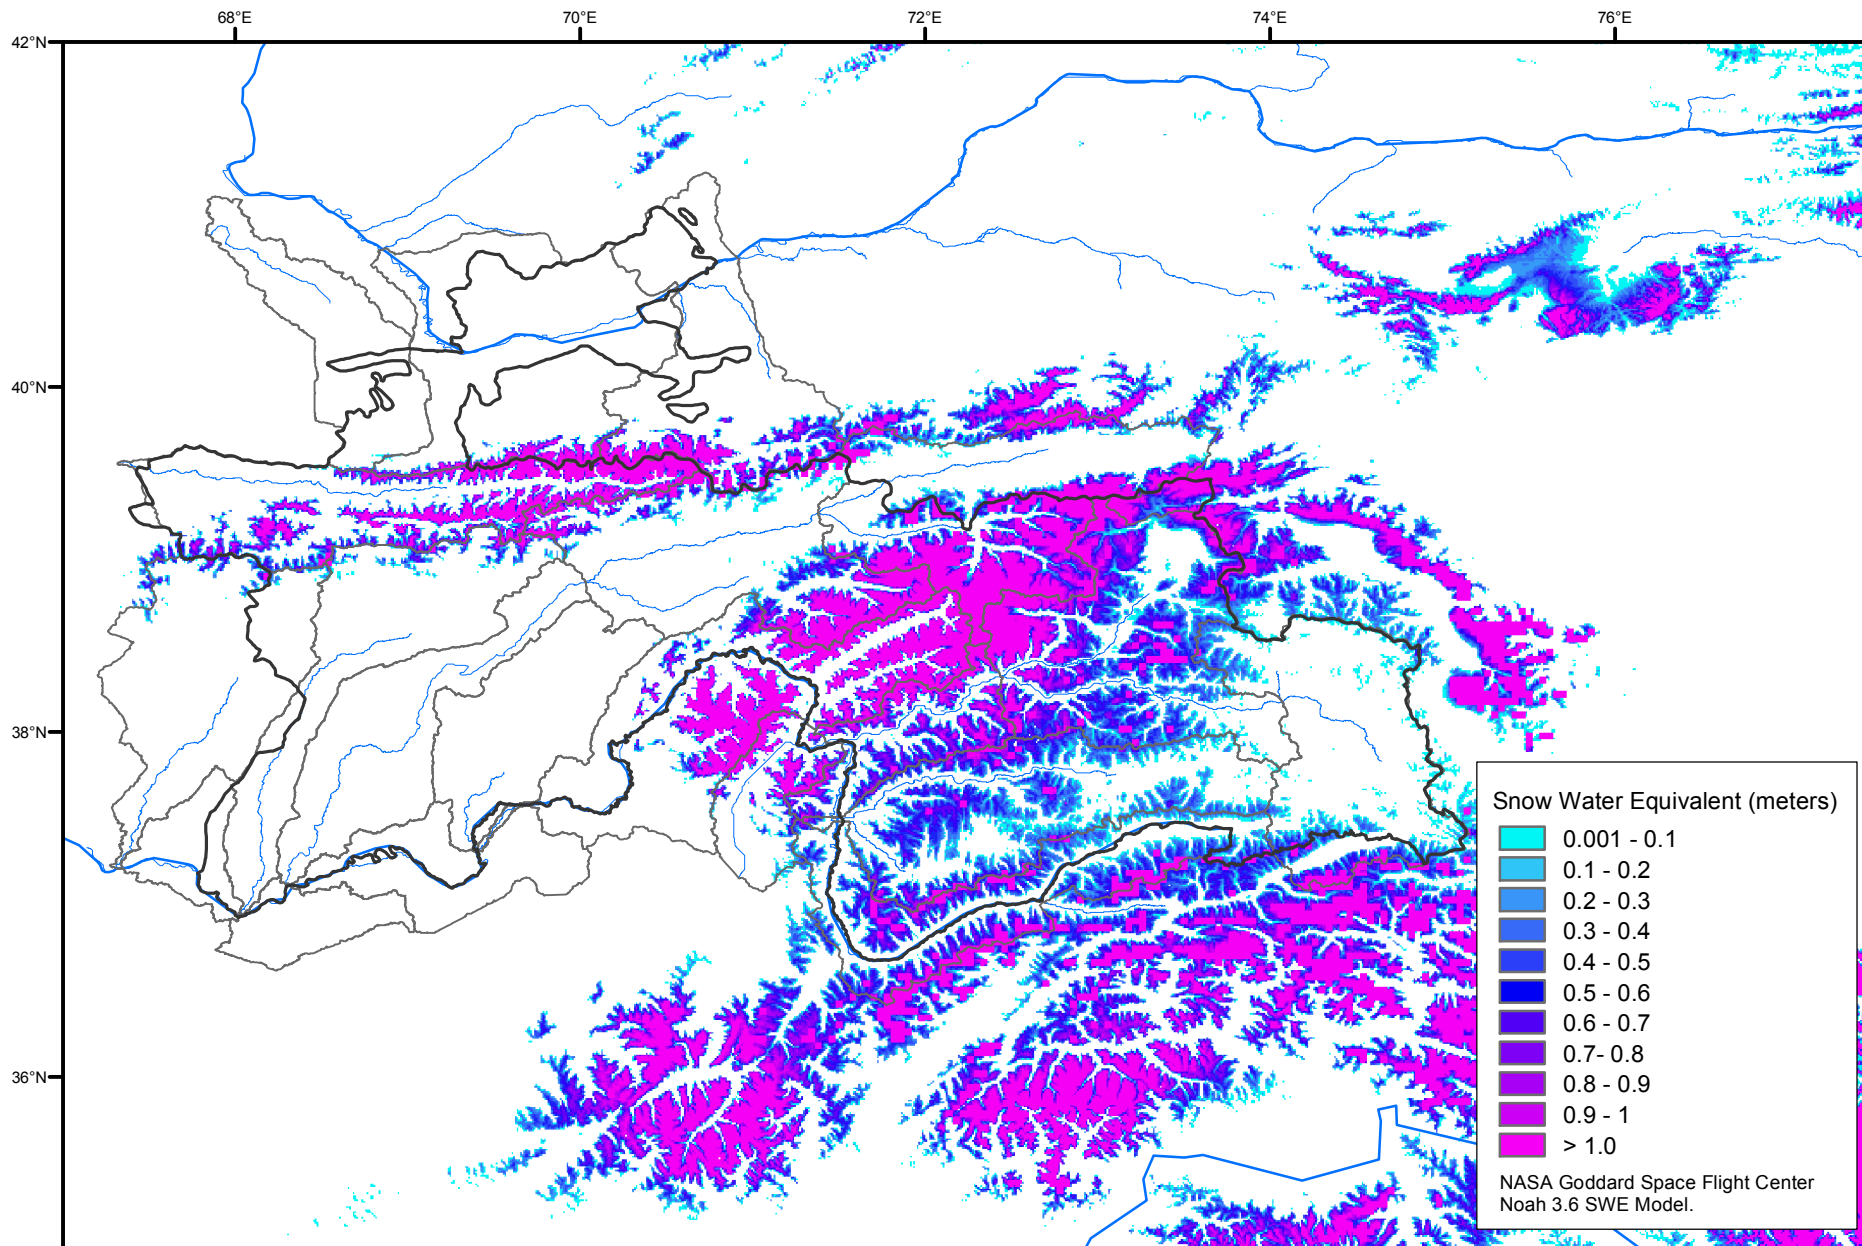 68°E
70°E
72°E
74°E
76°E
42°N
40°N
38°N
36°N
Snow Water Equivalent (meters)
0.001 - 0.1
0.1 - 0.2
0.2 - 0.3
0.3 - 0.4
0.4 - 0.5
0.5 - 0.6
0.6 - 0.7
0.7- 0.8
0.8 - 0.9
0.9 - 1
> 1.0
NASA Goddard Space Flight Center
Noah 3.6 SWE Model.